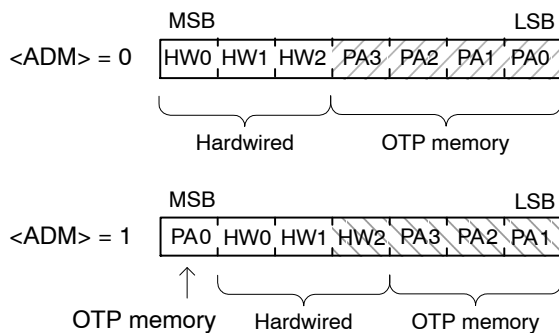 MSB LSB
<ADM> = 0 HW0 HW1 HW2 PA3 PA2 PA1 PA0
Hardwired OTP memory
MSB LSB
<ADM> = 1 PA0 HW0 HW1 HW2 PA3 PA2 PA1
OTP memory Hardwired OTP memory